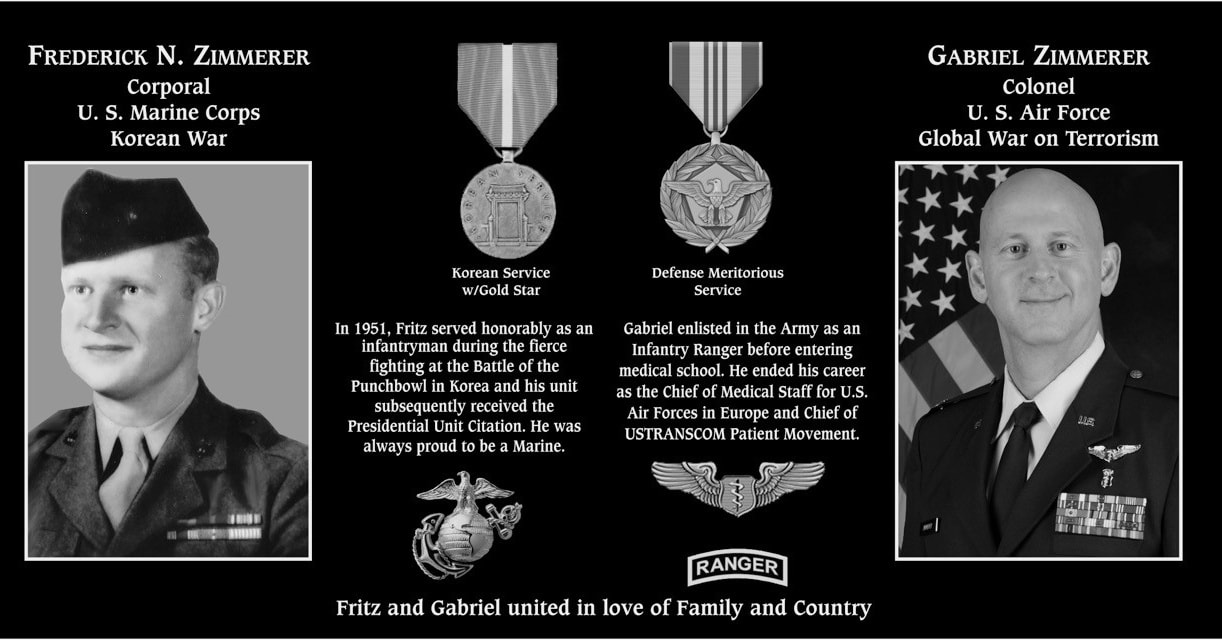 FREDERICK N. ZIMMERER
Corporal
U. S. Marine Corps
Korean War
Korean Service
w/Gold Star
In 1951, Fritz served honorably as an
infantryman during the fierce
fighting at the Battle of the
Punchbowl in Korea and his unit
subsequently received the
Presidential Unit Citation. He was
always proud to be a Marine.
Defense Meritorious
Service
Gabriel enlisted in the Army as an
Infantry Ranger before entering
medical school. He ended his career
as the Chief of Medical Staff for U.S.
Air Forces in Europe and Chief of
USTRANSCOM Patient Movement.
RANGER
GABRIEL ZIMMERER
Colonel
U. S. Air Force
Global War on Terrorism
US
Fritz and Gabriel united in love of Family and Country